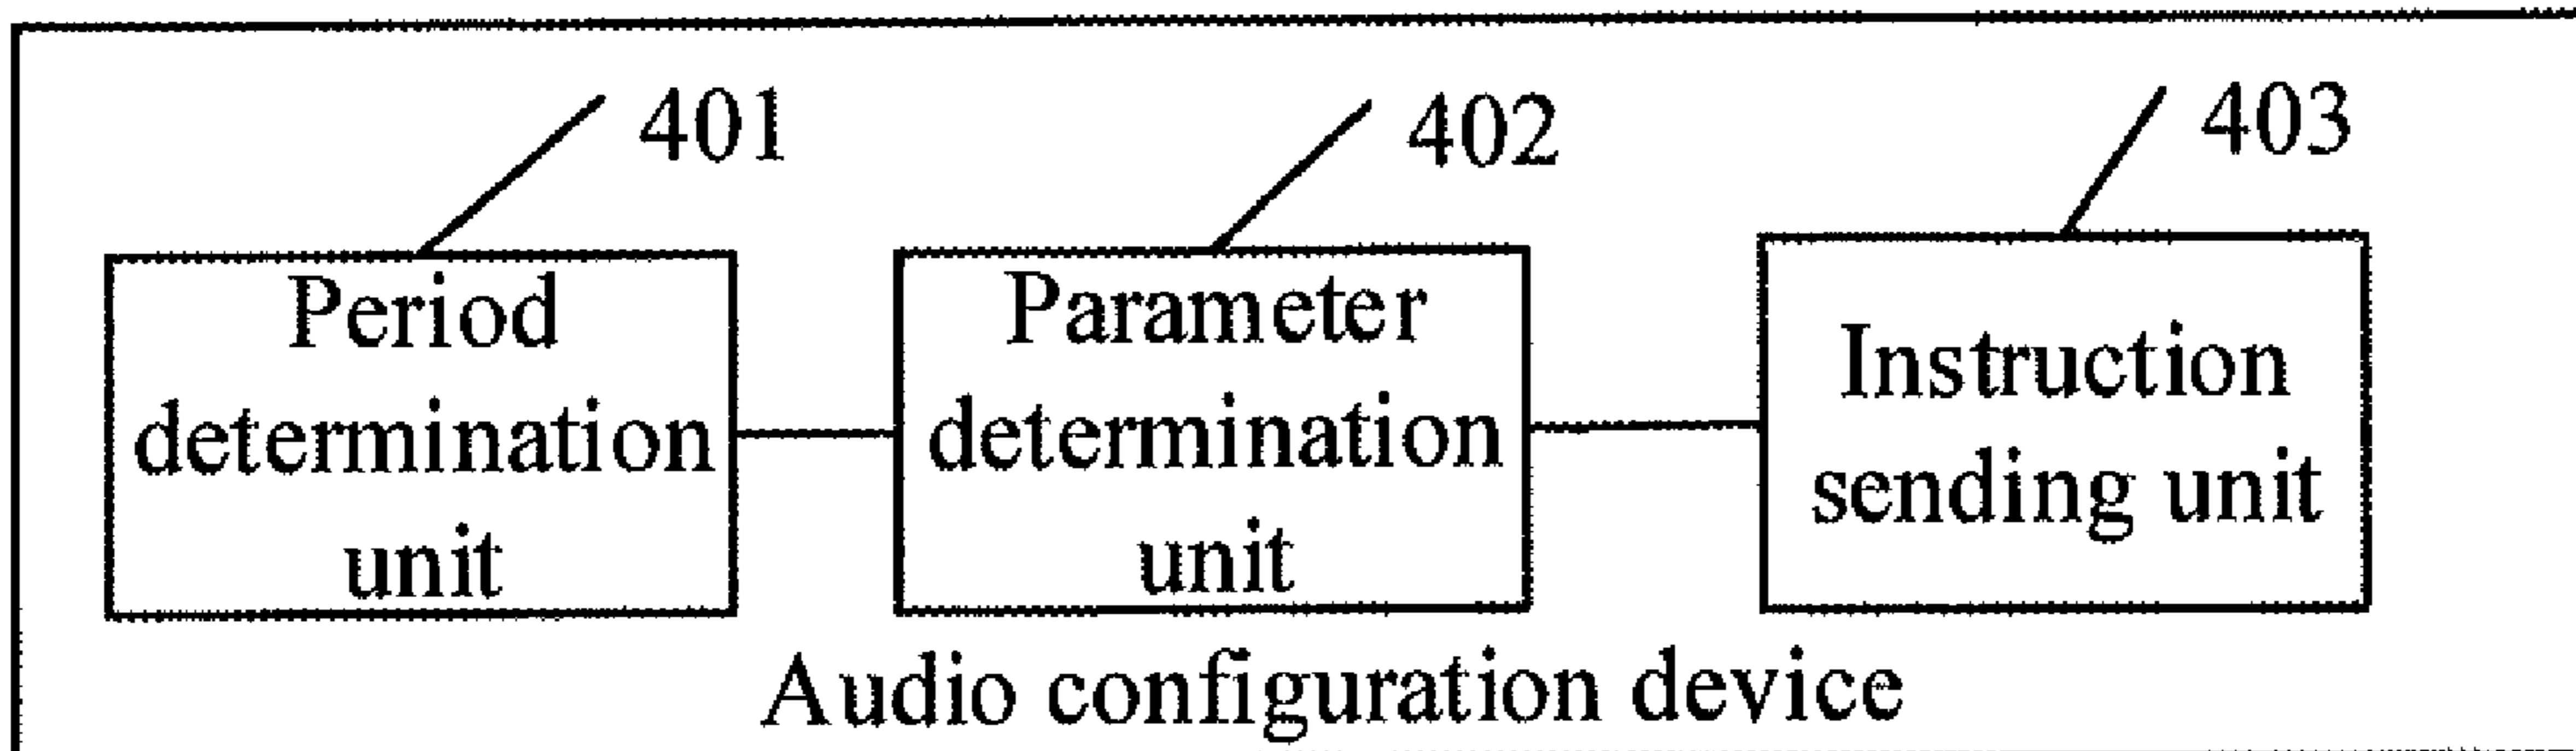 401
402
403
Period
determination
unit
Parameter
determination
unit
Instruction
sending unit
Audio configuration device